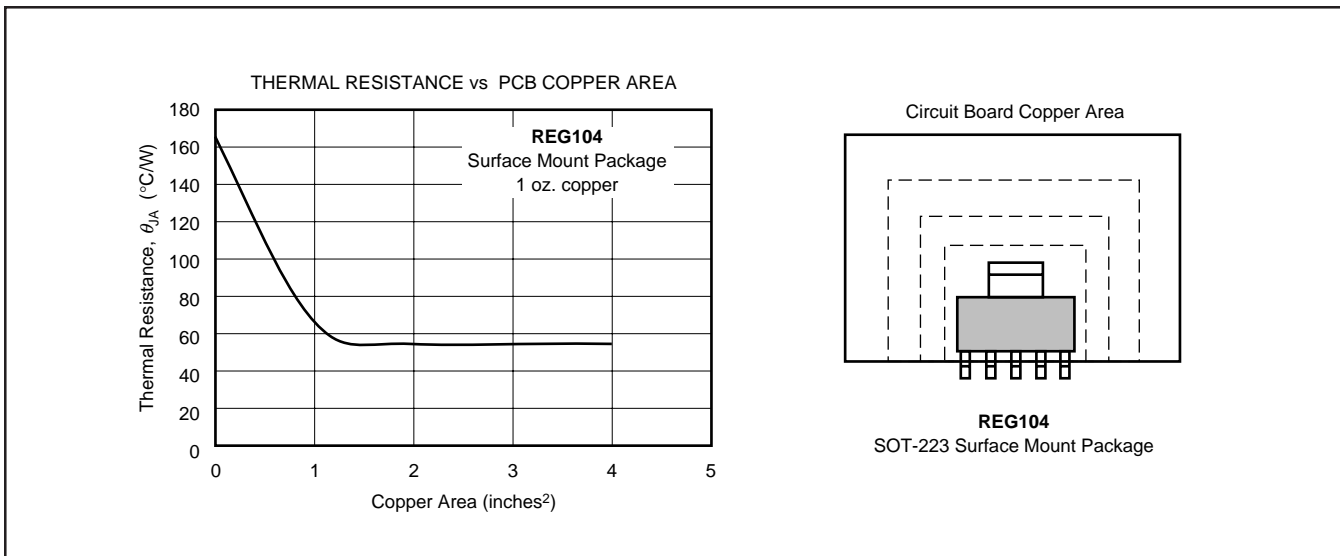 THERMAL RESISTANCE vs PCB COPPER AREA
180
160
140
120
100
80
60
40
20
0
Thermal Resistance, θJA (°C/W)
REG104
Surface Mount Package
1 oz. copper
0 1 2 3 4 5
Copper Area (inches²)
Circuit Board Copper Area
REG104
SOT-223 Surface Mount Package